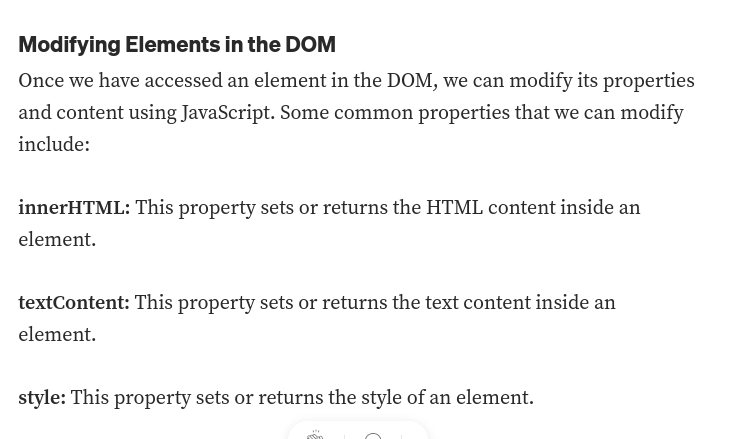 Modifying Elements in the DOM
Once we have accessed an element in the DOM, we can modify its properties
and content using JavaScript. Some common properties that we can modify
include:
innerHTML: This property sets or returns the HTML content inside an
element.
textContent: This property sets or returns the text content inside an
element.
style: This property sets or returns the style of an element.